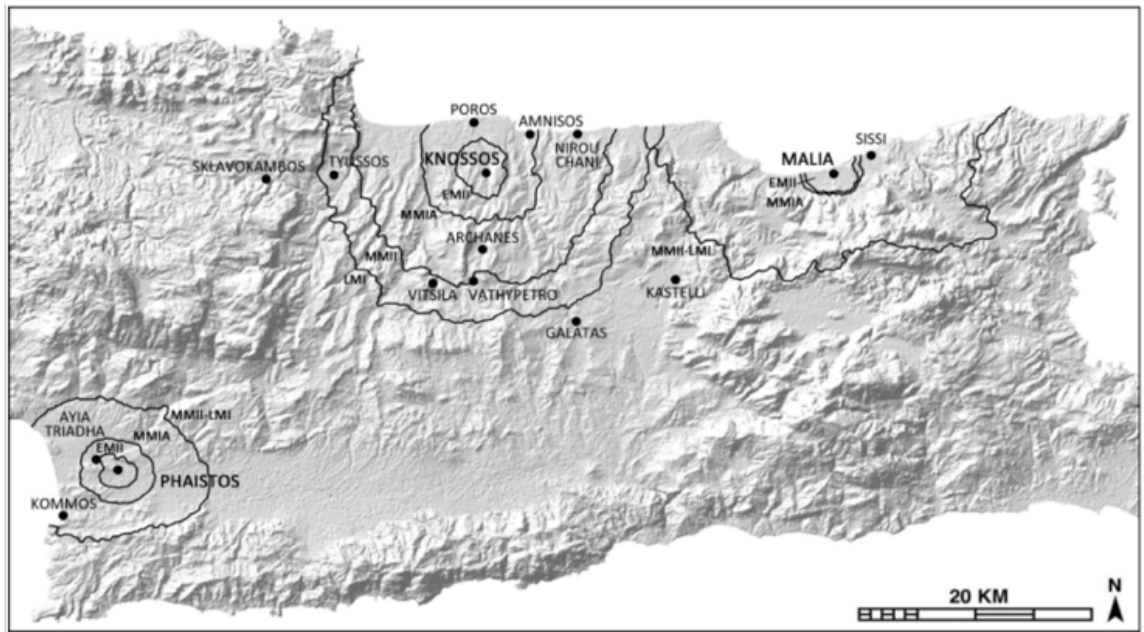 POROS
AMNISOS
KNOSSOS
NIROU
CHANI
SISSI
SKLAVOKAMBOS
TYLISSOS
MALIA
EMII
EMII
MMIA
MMIA
ARCHANES
MMII
MMII-LMI
LMI
VITSILA
VATHYPETRO
KASTELLI
GALATAS
AYIA
TRIADHA
MMII-LMI
MMIA
EMII
PHAISTOS
KOMMOS
20 KM
N